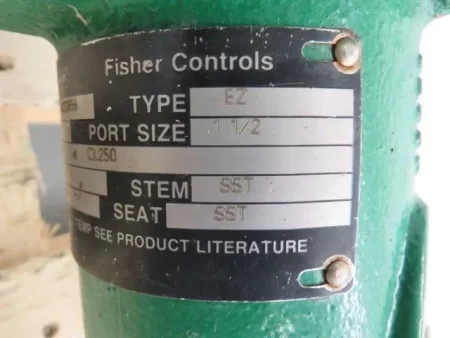 Fisher Controls
TYPE EZ
PORT SIZE 1 1/2
CL250
STEM SST
SEAT SST
TEMP SEE PRODUCT LITERATURE